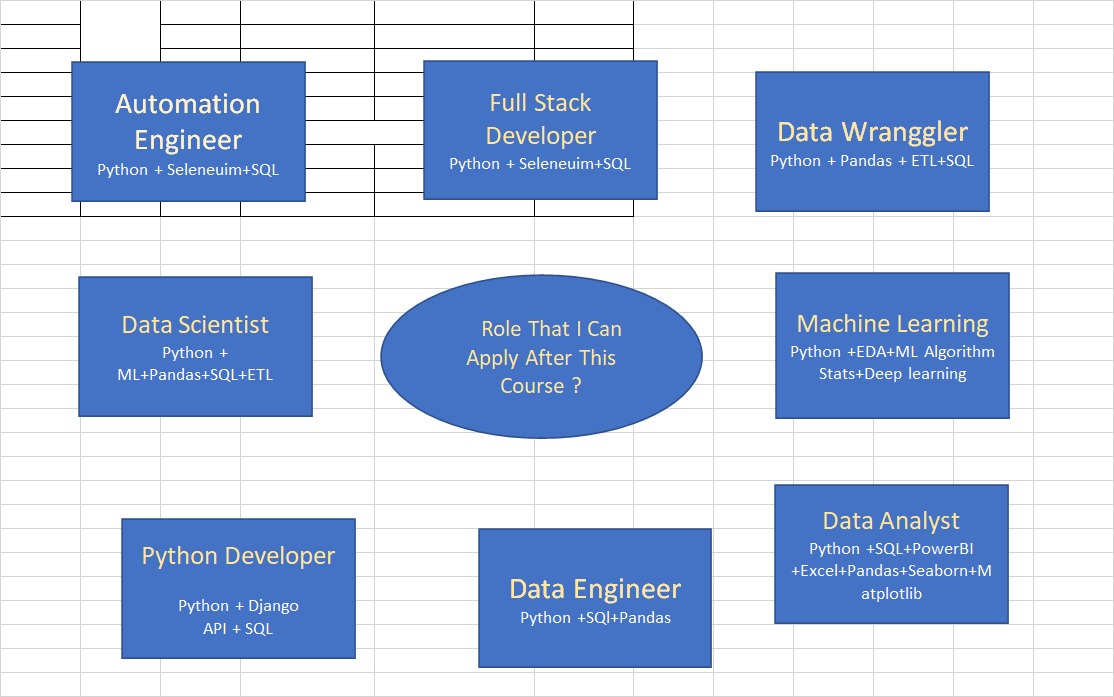 Automation
Engineer
Python + Seleneuim+SQL
Full Stack
Developer
Python + Seleneuim+SQL
Data Wranggler
Python + Pandas + ETL+SQL
Data Scientist
Python +
ML+Pandas+SQL+ETL
Role That I Can
Apply After This
Course ?
Machine Learning
Python +EDA+ML Algorithm
Stats+Deep learning
Python Developer
Python + Django
API + SQL
Data Engineer
Python +SQl+Pandas
Data Analyst
Python +SQL+PowerBI
+Excel+Pandas+Seaborn+M
atplotlib